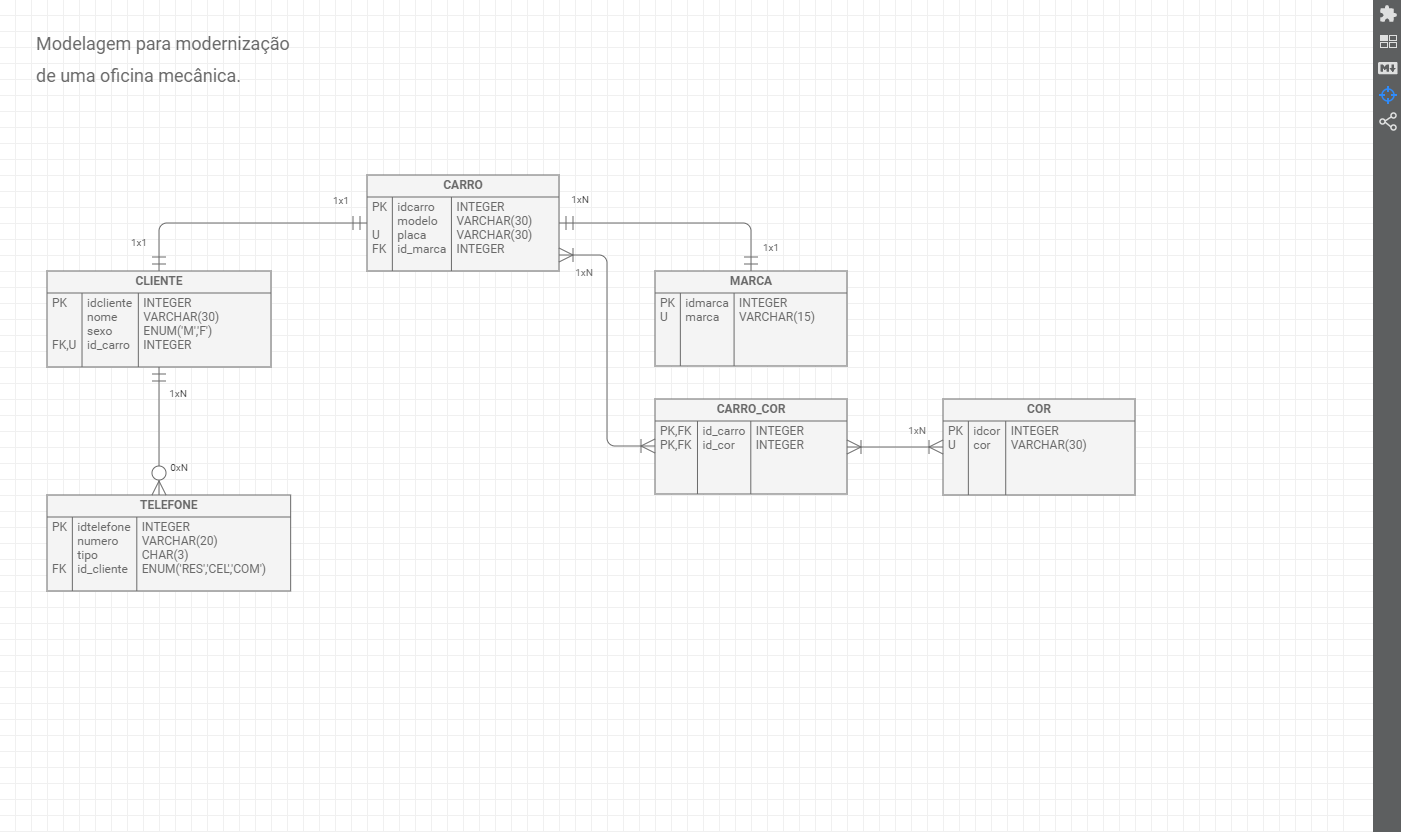 Modelagem para modernização
de uma oficina mecânica.
CARRO
PK idcarro INTEGER
modelo VARCHAR(30)
U placa VARCHAR(30)
FK id_marca INTEGER
1x1
1xN
1x1
1x1
1xN
CLIENTE
PK idcliente INTEGER
nome VARCHAR(30)
sexo ENUM('M','F')
FK,U id_carro INTEGER
MARCA
PK idmarca INTEGER
U marca VARCHAR(15)
1xN
0xN
CARRO_COR
PK,FK id_carro INTEGER
PK,FK id_cor INTEGER
1xN
COR
PK idcor INTEGER
U cor VARCHAR(30)
TELEFONE
PK idtelefone INTEGER
numero VARCHAR(20)
tipo CHAR(3)
FK id_cliente ENUM('RES','CEL','COM')
M